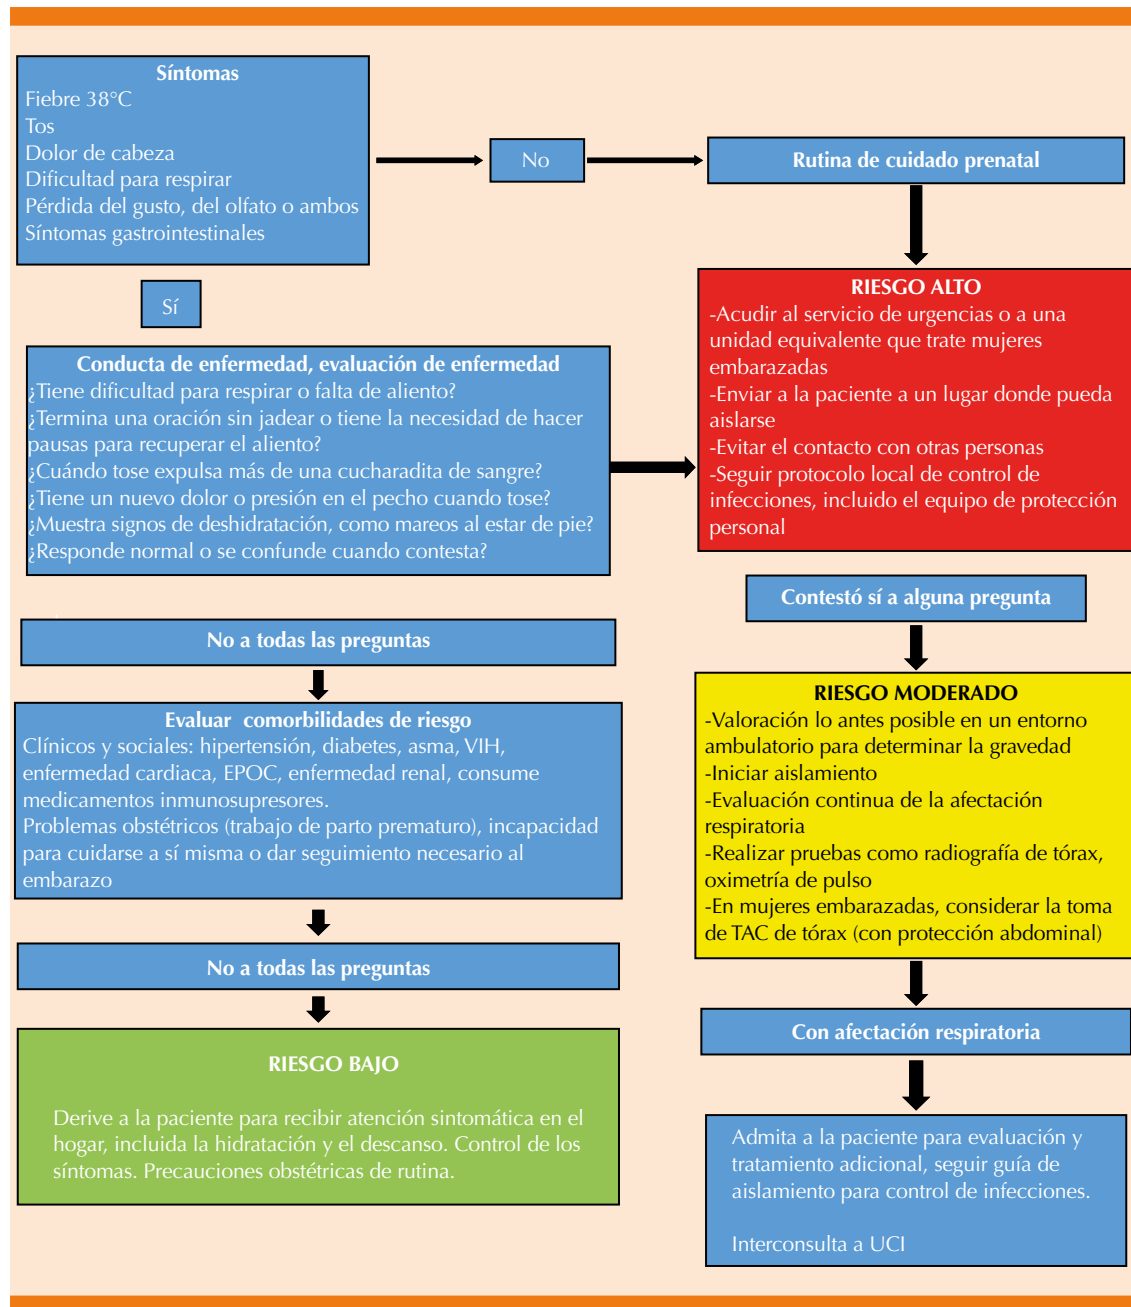 Síntomas
Fiebre 38°C
Tos
Dolor de cabeza
Dificultad para respirar
Pérdida del gusto, del olfato o ambos
Síntomas gastrointestinales
No
Rutina de cuidado prenatal
Sí
Conducta de enfermedad, evaluación de enfermedad
¿Tiene dificultad para respirar o falta de aliento?
¿Termina una oración sin jadear o tiene la necesidad de hacer
pausas para recuperar el aliento?
¿Cuándo tose expulsa más de una cucharadita de sangre?
¿Tiene un nuevo dolor o presión en el pecho cuando tose?
¿Muestra signos de deshidratación, como mareos al estar de pie?
¿Responde normal o se confunde cuando contesta?
RIESGO ALTO
-Acudir al servicio de urgencias o a una
unidad equivalente que trate mujeres
embarazadas
-Enviar a la paciente a un lugar donde pueda
aislarse
-Evitar el contacto con otras personas
-Seguir protocolo local de control de
infecciones, incluido el equipo de protección
personal
Contestó sí a alguna pregunta
No a todas las preguntas
Evaluar comorbilidades de riesgo
Clínicos y sociales: hipertensión, diabetes, asma, VIH,
enfermedad cardiaca, EPOC, enfermedad renal, consume
medicamentos inmunosupresores.
Problemas obstétricos (trabajo de parto prematuro), incapacidad
para cuidarse a sí misma o dar seguimiento necesario al
embarazo
RIESGO MODERADO
-Valoración lo antes posible en un entorno
ambulatorio para determinar la gravedad
-Iniciar aislamiento
-Evaluación continua de la afectación
respiratoria
-Realizar pruebas como radiografía de tórax,
oximetría de pulso
-En mujeres embarazadas, considerar la toma
de TAC de tórax (con protección abdominal)
No a todas las preguntas
Con afectación respiratoria
RIESGO BAJO
Derive a la paciente para recibir atención sintomática en el
hogar, incluida la hidratación y el descanso. Control de los
síntomas. Precauciones obstétricas de rutina.
Admita a la paciente para evaluación y
tratamiento adicional, seguir guía de
aislamiento para control de infecciones.
Interconsulta a UCI